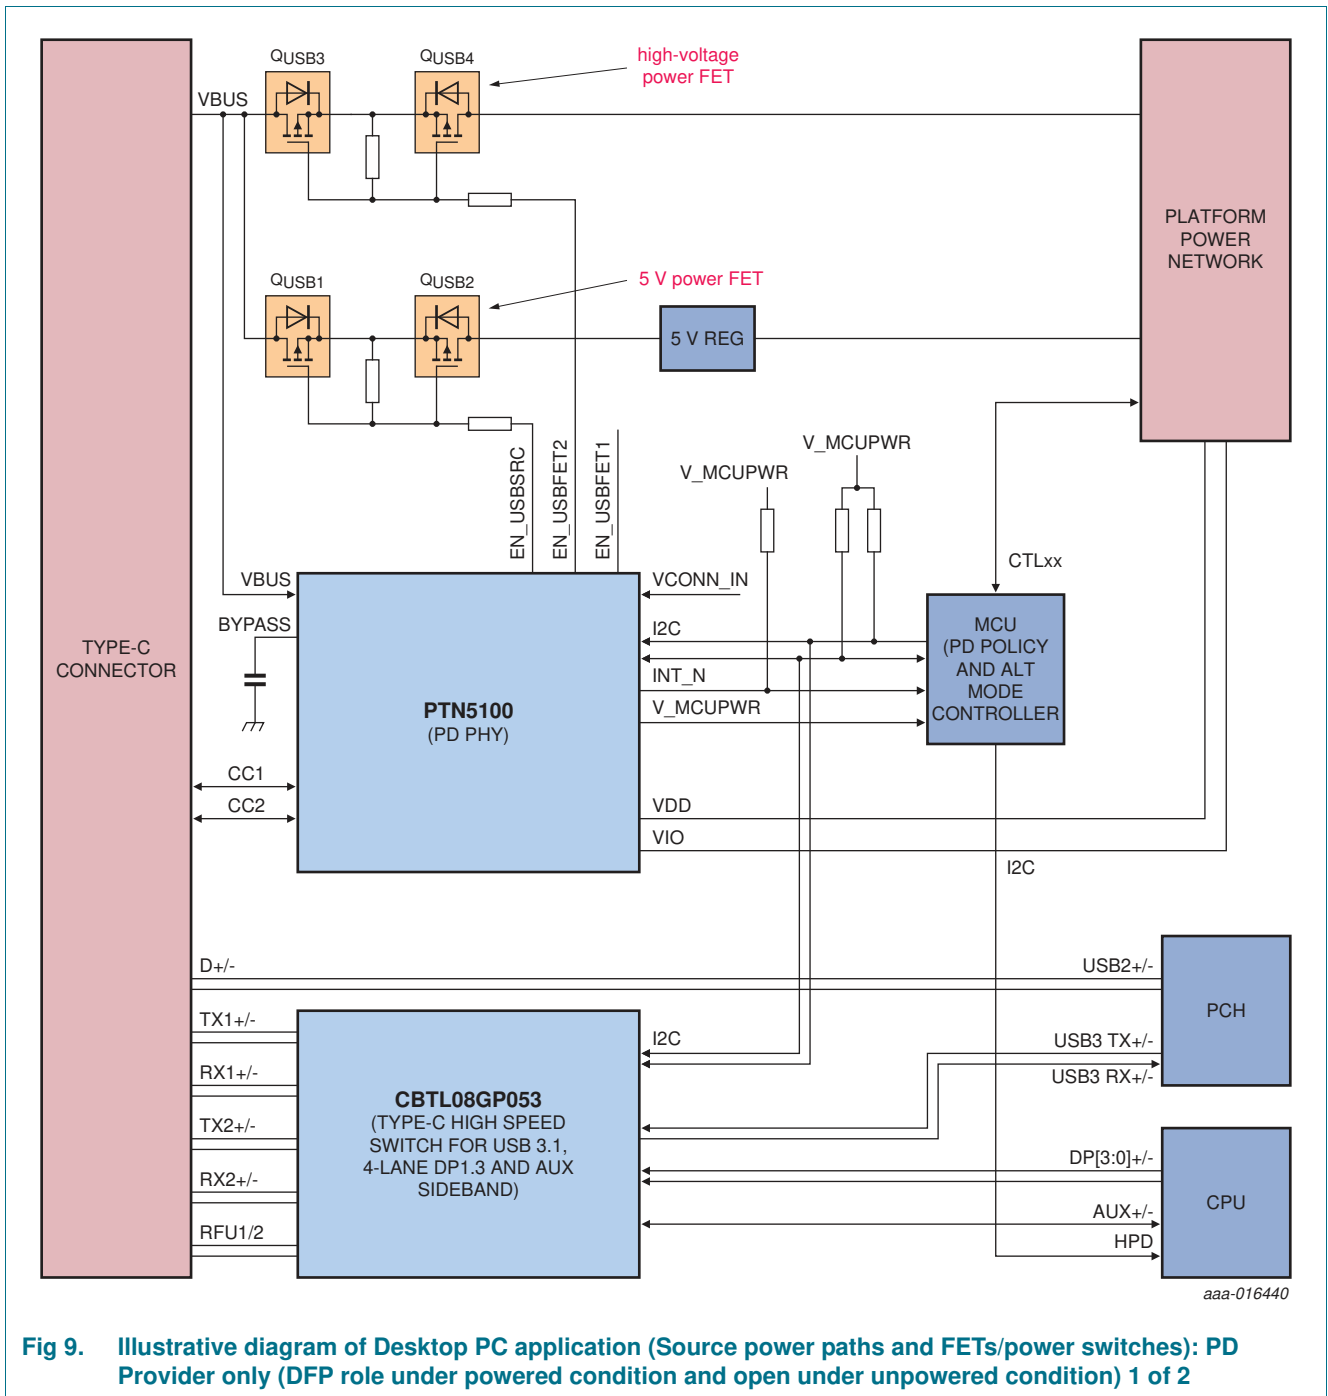 QUSB3
QUSB4
high-voltage
power FET
VBUS
PLATFORM
POWER
NETWORK
QUSB1
QUSB2
5 V power FET
5 V REG
EN_USBSRC
EN_USBFET2
EN_USBFET1
V_MCUPWR
V_MCUPWR
CTLxx
VBUS
BYPASS
VCONN_IN
I2C
INT_N
V_MCUPWR
MCU
(PD POLICY
AND ALT
MODE
CONTROLLER
TYPE-C
CONNECTOR
PTN5100
(PD PHY)
CC1
CC2
VDD
VIO
I2C
D+/-
USB2+/-
PCH
TX1+/-
RX1+/-
TX2+/-
RX2+/-
RFU1/2
I2C
USB3 TX+/-
USB3 RX+/-
CBTL08GP053
(TYPE-C HIGH SPEED
SWITCH FOR USB 3.1,
4-LANE DP1.3 AND AUX
SIDEBAND)
DP[3:0]+/-
AUX+/-
HPD
CPU
aaa-016440
Fig 9. Illustrative diagram of Desktop PC application (Source power paths and FETs/power switches): PD
Provider only (DFP role under powered condition and open under unpowered condition) 1 of 2